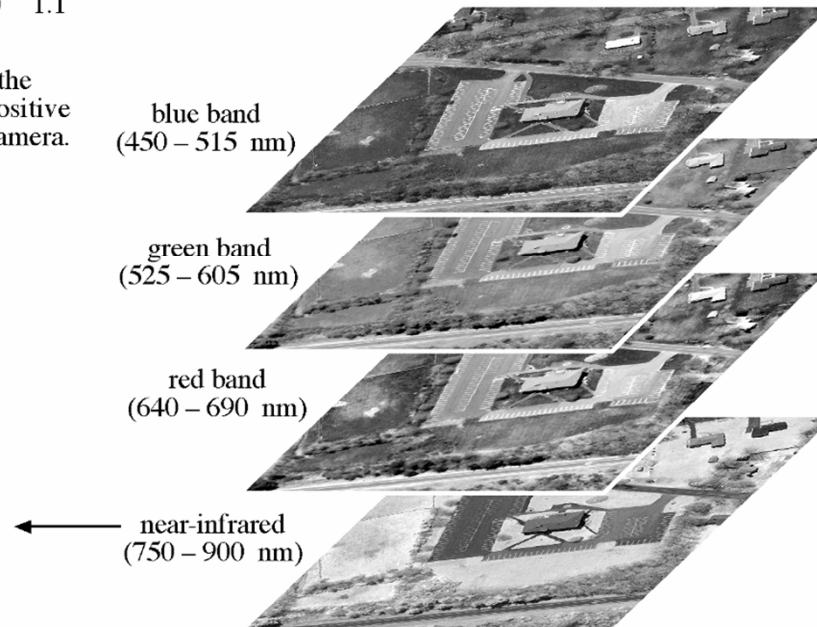 1.1
the
ositive
amera.
blue band
(450 – 515 nm)
green band
(525 – 605 nm)
red band
(640 – 690 nm)
near-infrared
(750 – 900 nm)